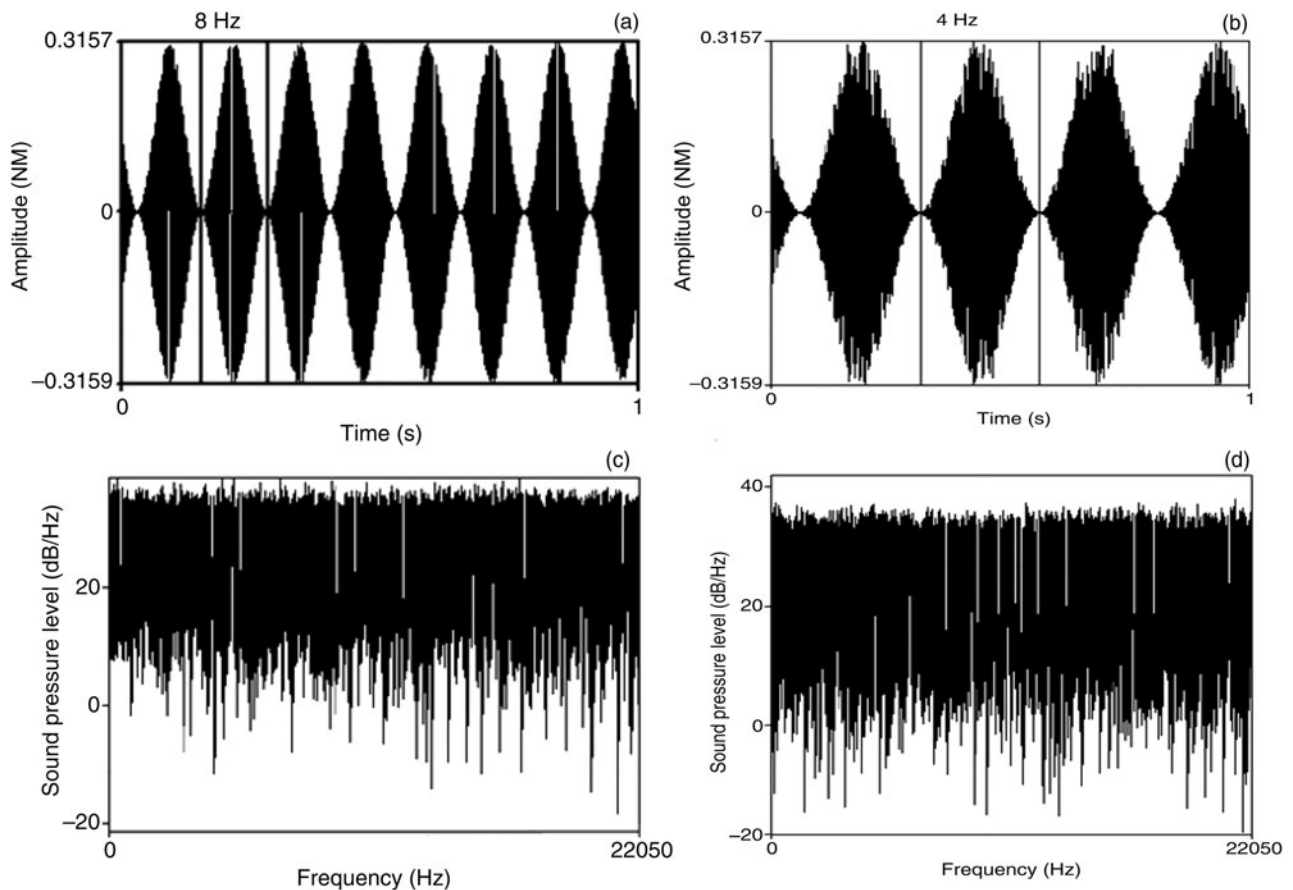 8 Hz
(a)
0.3157
0
−0.3159
Amplitude (NM)
0
1
Time (s)
4 Hz
(b)
0.3157
0
−0.3159
Amplitude (NM)
0
1
Time (s)
(c)
20
0
−20
Sound pressure level (dB/Hz)
0
22050
Frequency (Hz)
(d)
40
20
0
−20
Sound pressure level (dB/Hz)
0
22050
Frequency (Hz)